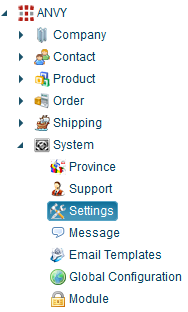 ANVY
Company
Contact
Product
Order
Shipping
System
Province
Support
Settings
Message
Email Templates
Global Configuration
Module